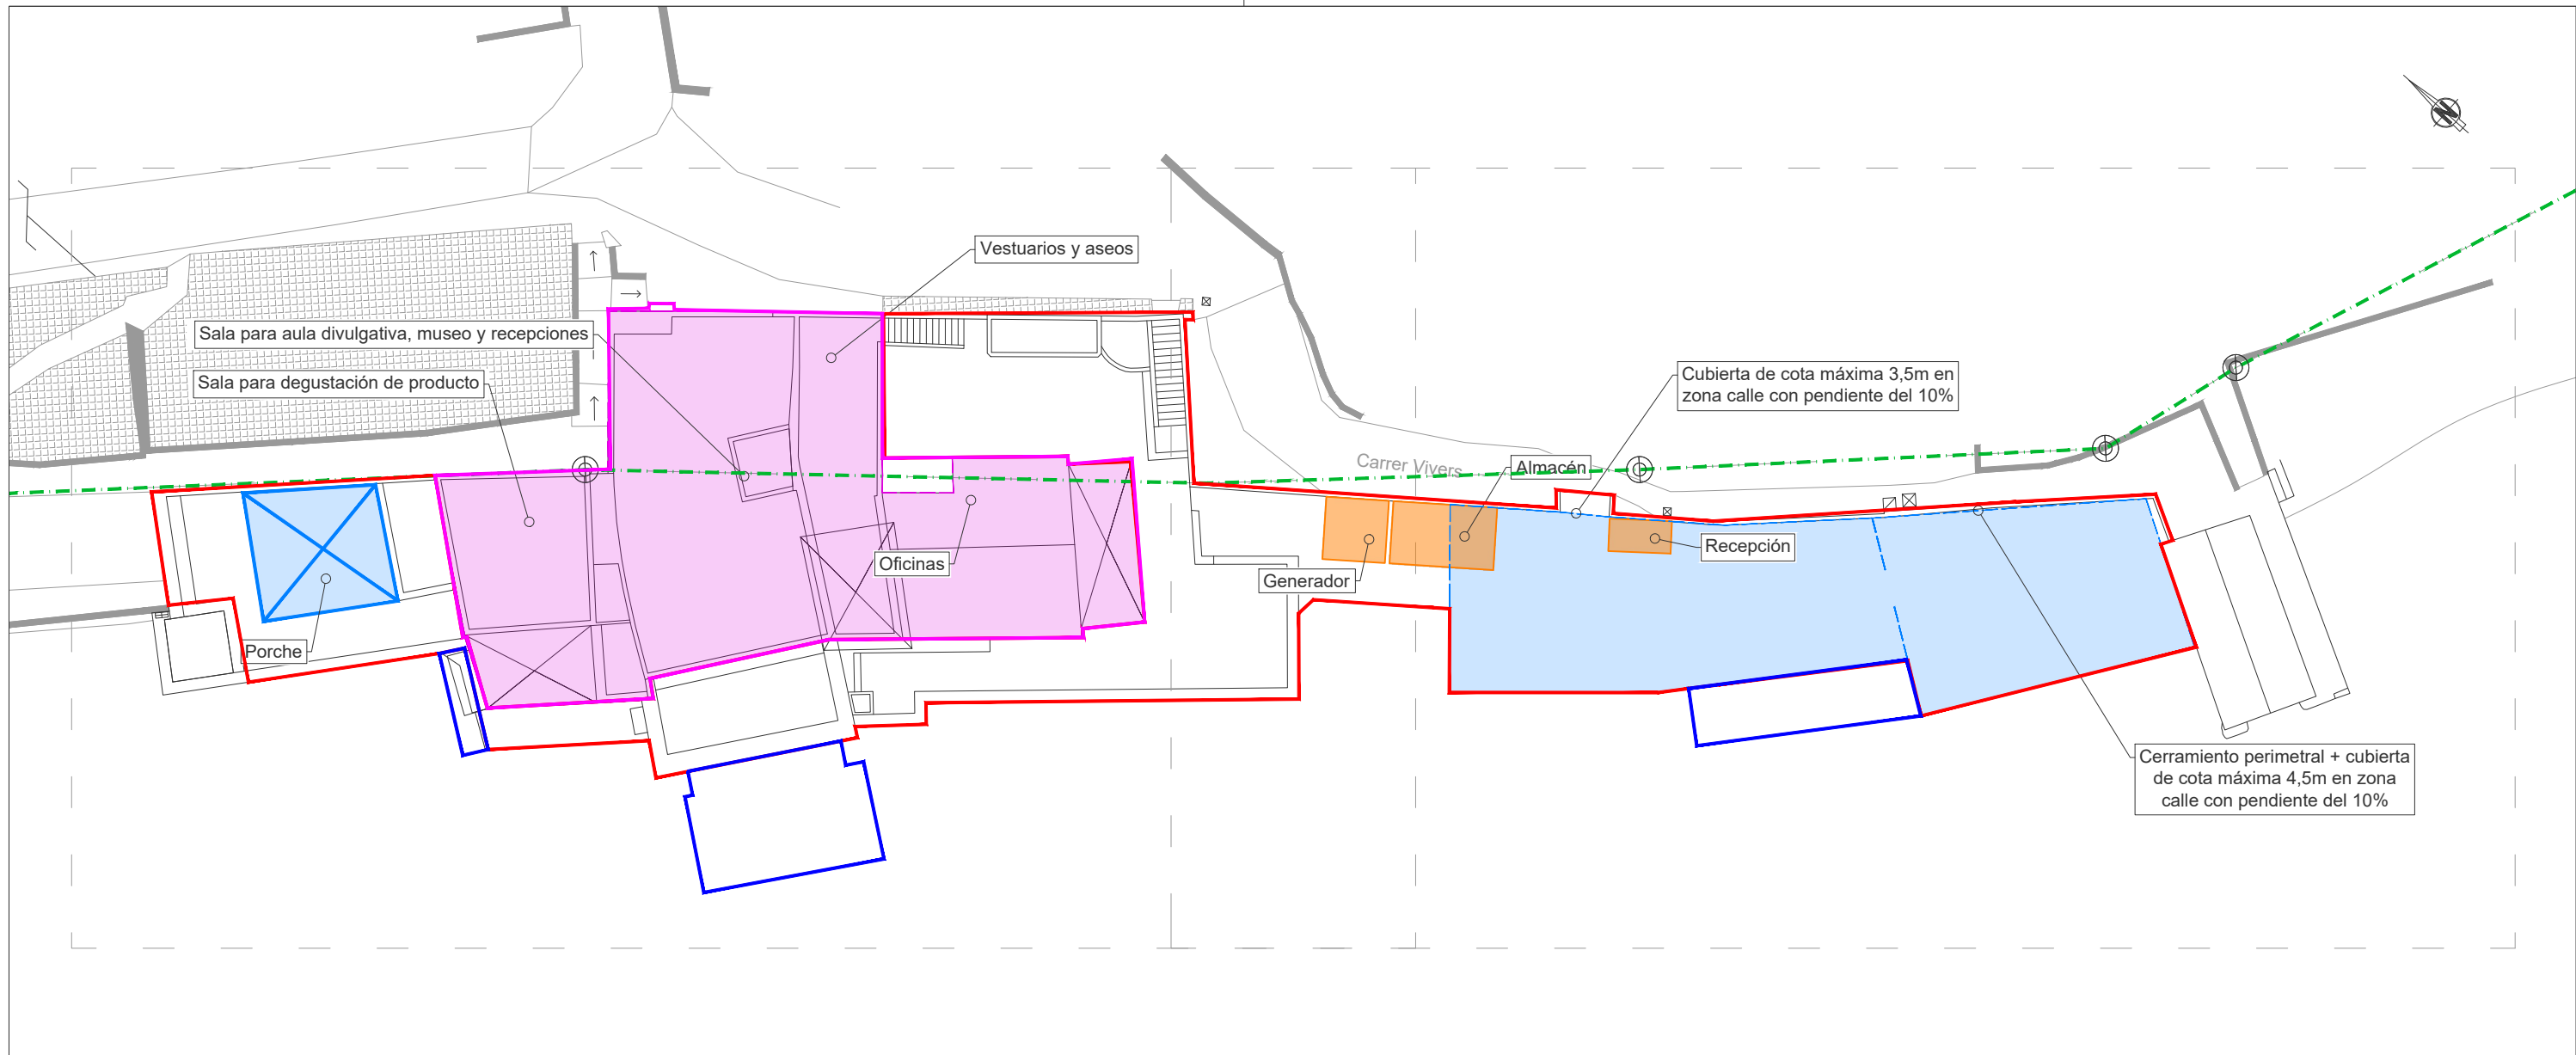 N
Vestuarios y aseos
Sala para aula divulgativa, museo y recepciones
Sala para degustación de producto
Cubierta de cota máxima 3,5m en
zona calle con pendiente del 10%
Carrer Vivers
Almacén
Recepción
Oficinas
Generador
Porche
Cerramiento perimetral + cubierta
de cota máxima 4,5m en zona
calle con pendiente del 10%